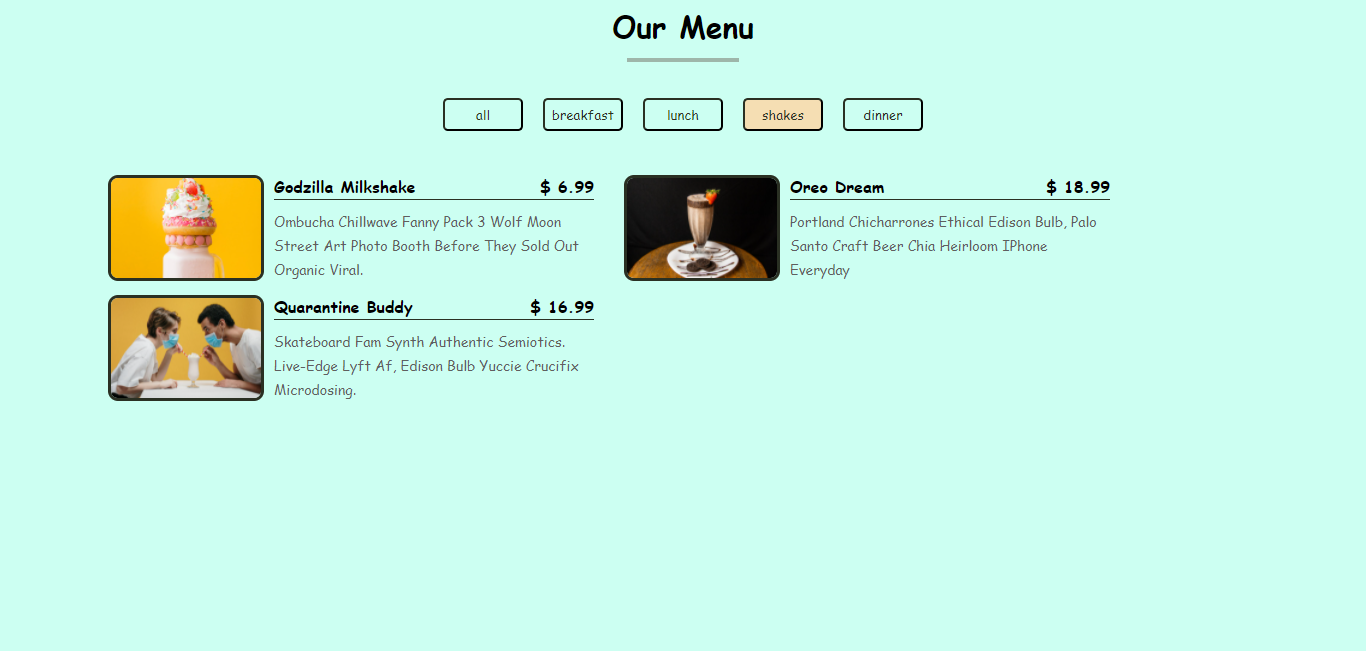 Our Menu
all
breakfast
lunch
shakes
dinner
Godzilla Milkshake
$ 6.99
Ombucha Chillwave Fanny Pack 3 Wolf Moon
Street Art Photo Booth Before They Sold Out
Organic Viral.
Oreo Dream
$ 18.99
Portland Chicharrones Ethical Edison Bulb, Palo
Santo Craft Beer Chia Heirloom IPhone
Everyday
Quarantine Buddy
$ 16.99
Skateboard Fam Synth Authentic Semiotics.
Live-Edge Lyft Af, Edison Bulb Yuccie Crucifix
Microdosing.